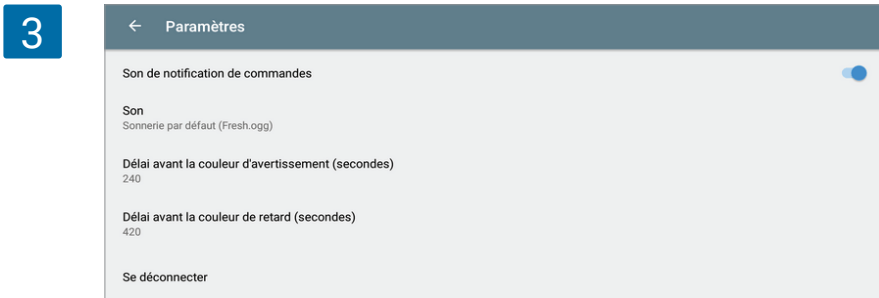 3
Paramètres
Son de notification de commandes
Son
Sonnerie par défaut (Fresh.ogg)
Délai avant la couleur d'avertissement (secondes)
240
Délai avant la couleur de retard (secondes)
420
Se déconnecter